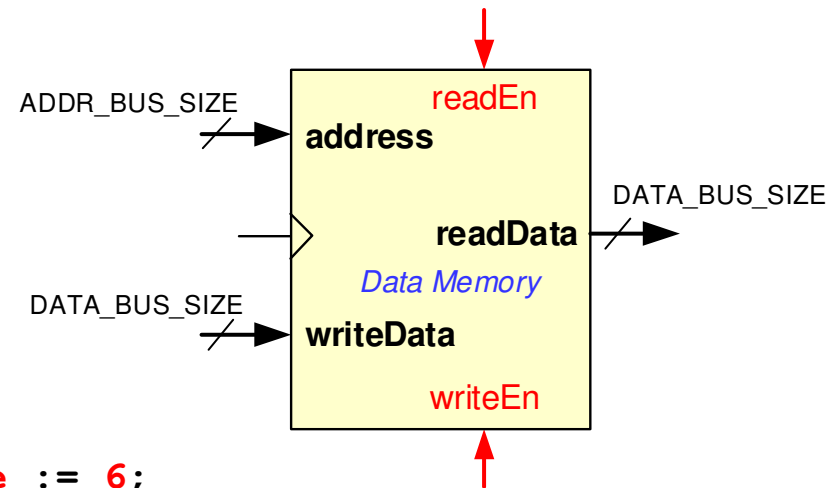 readEn
ADDR_BUS_SIZE
address
DATA_BUS_SIZE
readData
Data Memory
DATA_BUS_SIZE
writeData
writeEn
e := 6;